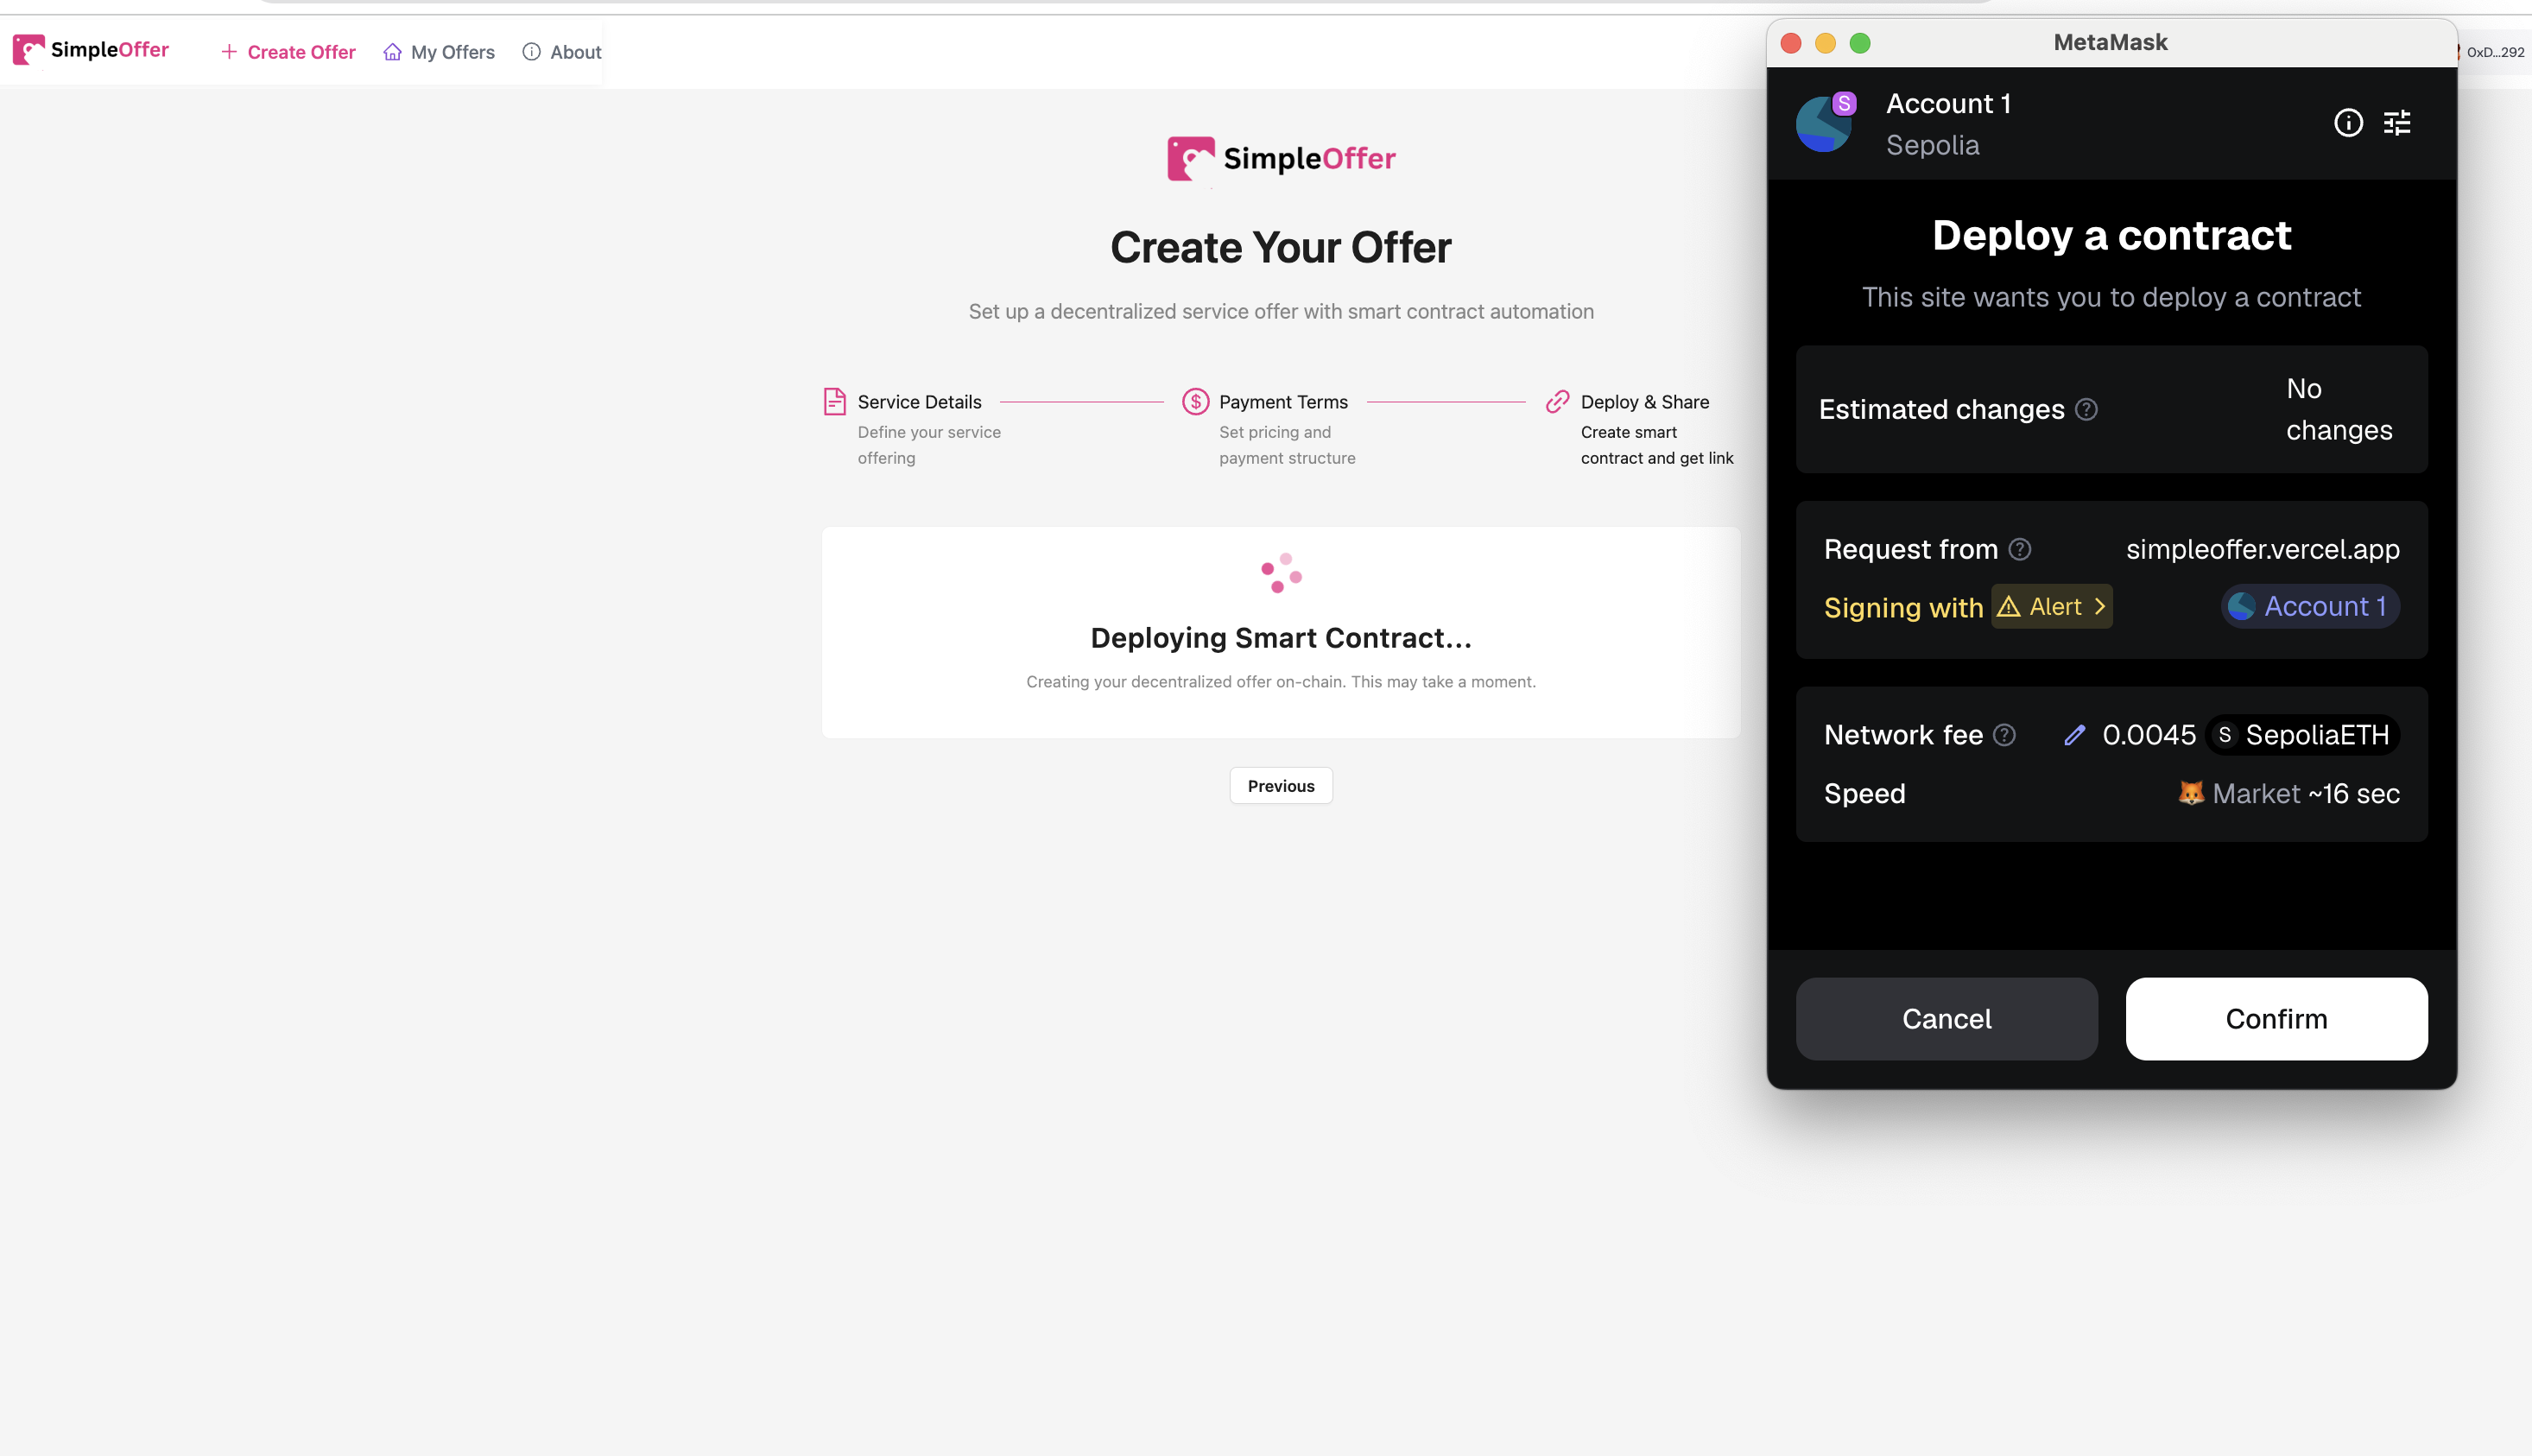 SimpleOffer
Create Offer
My Offers
About
0xD...292
SimpleOffer
Create Your Offer
Set up a decentralized service offer with smart contract automation
Service Details
Define your service
offering
Payment Terms
Set pricing and
payment structure
Deploy & Share
Create smart
contract and get link
Deploying Smart Contract...
Creating your decentralized offer on-chain. This may take a moment.
Previous
MetaMask
S
Account 1
Sepolia
Deploy a contract
This site wants you to deploy a contract
Estimated changes
No
changes
Request from simpleoffer.vercel.app
Signing with Alert Account 1
Network fee 0.0045 S SepoliaETH
Speed Market ~16 sec
Cancel Confirm